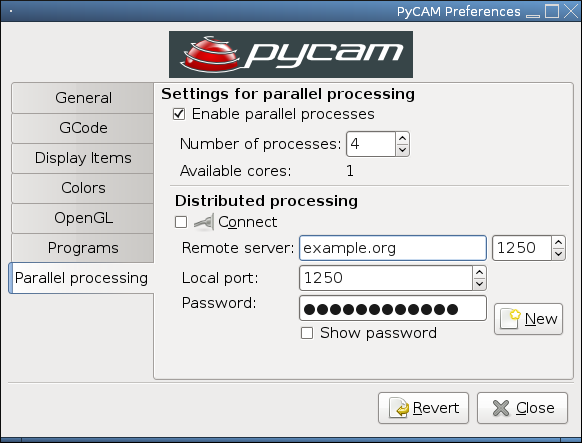 PyCAM Preferences
pycam
General
GCode
Display Items
Colors
OpenGL
Programs
Parallel processing
Settings for parallel processing
Enable parallel processes
Number of processes: 4
Available cores: 1
Distributed processing
Connect
Remote server: example.org 1250
Local port: 1250
Password: ●●●●●●●●●●●●
New
Show password
Revert
Close